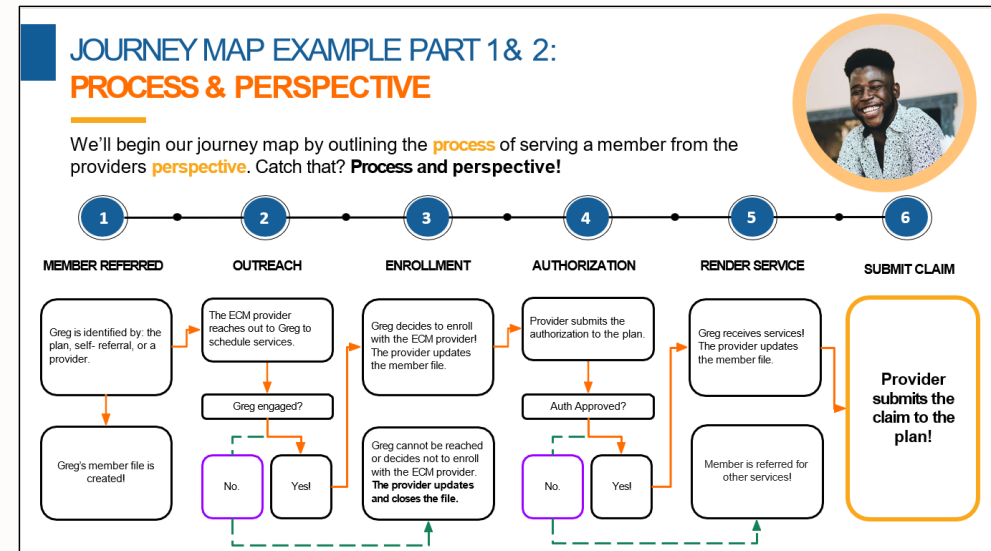 JOURNEY MAP EXAMPLE PART 1 & 2:
PROCESS & PERSPECTIVE
We'll begin our journey map by outlining the process of serving a member from the
providers perspective. Catch that? Process and perspective!
1
2
3
4
5
6
MEMBER REFERRED
OUTREACH
ENROLLMENT
AUTHORIZATION
RENDER SERVICE
SUBMIT CLAIM
Greg is identified by: the
plan, self- referral, or a
provider.
Greg's member file is
created!
The ECM provider
reaches out to Greg to
schedule services.
Greg engaged?
No.
Yes!
Greg decides to enroll
with the ECM provider!
The provider updates
the member file.
Greg cannot be reached
or decides not to enroll
with the ECM provider.
The provider updates
and closes the file.
Provider submits the
authorization to the plan.
Auth Approved?
No.
Yes!
Greg receives services!
The provider updates
the member file.
Member is referred for
other services!
Provider
submits the
claim to the
plan!